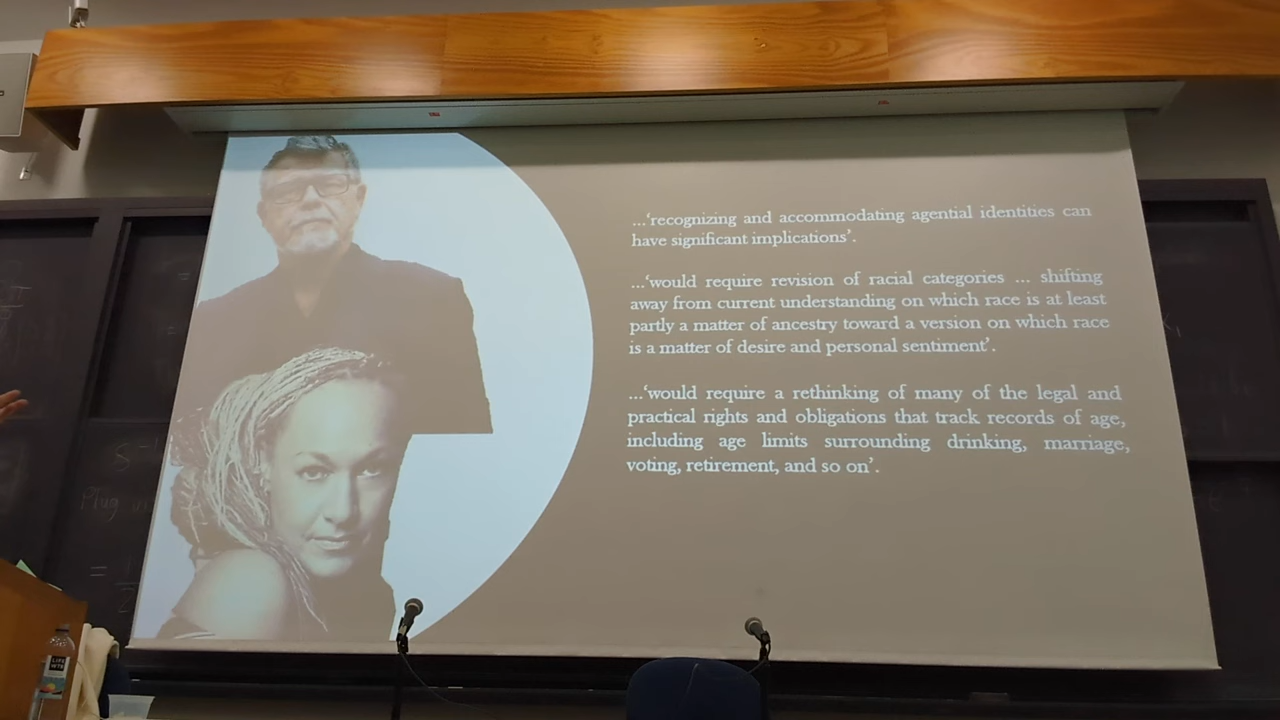 ...‘recognizing and accommodating agential identities can
have significant implications’.
...‘would require revision of racial categories ... shifting
away from current understanding on which race is at least
partly a matter of ancestry toward a version on which race
is a matter of desire and personal sentiment’.
...‘would require a rethinking of many of the legal and
practical rights and obligations that track records of age,
including age limits surrounding drinking, marriage,
voting, retirement, and so on’.
Plug
LIFE
WTR